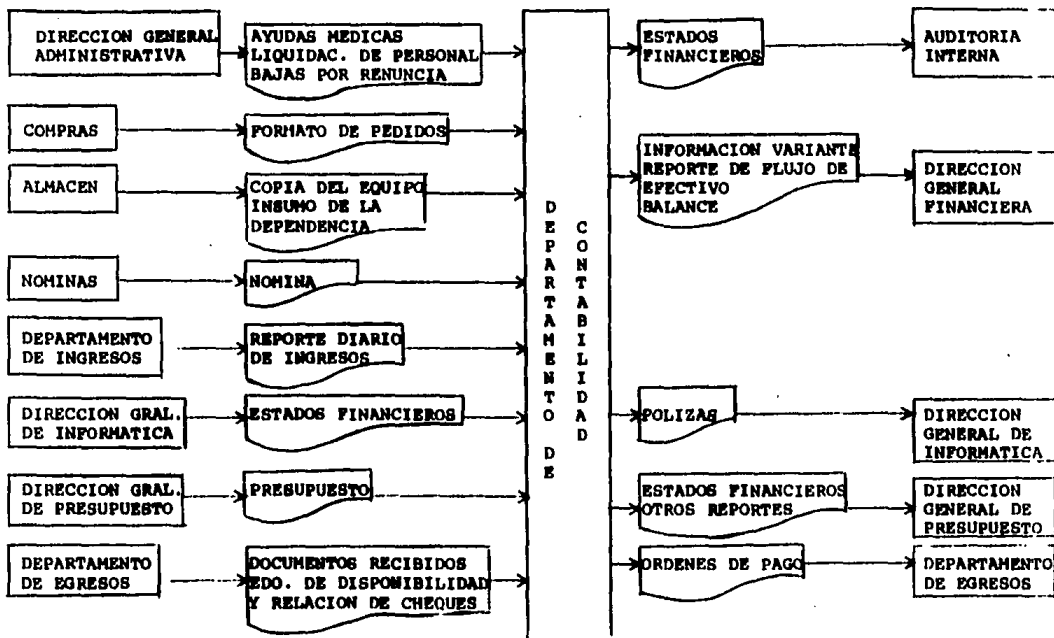 DIRECCION GENERAL
ADMINISTRATIVA
AYUDAS MEDICAS
LIQUIDAC. DE PERSONAL
BAJAS POR RENUNCIA
COMPRAS
FORMATO DE PEDIDOS
ALMACEN
COPIA DEL EQUIPO
INSUMO DE LA
DEPENDENCIA
NOMINAS
NOMINA
DEPARTAMENTO
DE INGRESOS
REPORTE DIARIO
DE INGRESOS
DIRECCION GRAL.
DE INFORMATICA
ESTADOS FINANCIEROS
DIRECCION GRAL.
DE PRESUPUESTO
PRESUPUESTO
DEPARTAMENTO
DE EGRESOS
DOCUMENTOS RECIBIDOS
EDO. DE DISPONIBILIDAD
Y RELACION DE CHEQUES
DEPARTAMENTO DE
CONTABILIDAD
ESTADOS
FINANCIEROS
AUDITORIA
INTERNA
INFORMACION VARIANTE
REPORTE DE FLUJO DE
EFECTIVO
BALANCE
DIRECCION
GENERAL
FINANCIERA
POLIZAS
DIRECCION
GENERAL DE
INFORMATICA
ESTADOS FINANCIEROS
OTROS REPORTES
DIRECCION
GENERAL DE
PRESUPUESTO
ORDENES DE PAGO
DEPARTAMENTO
DE EGRESOS